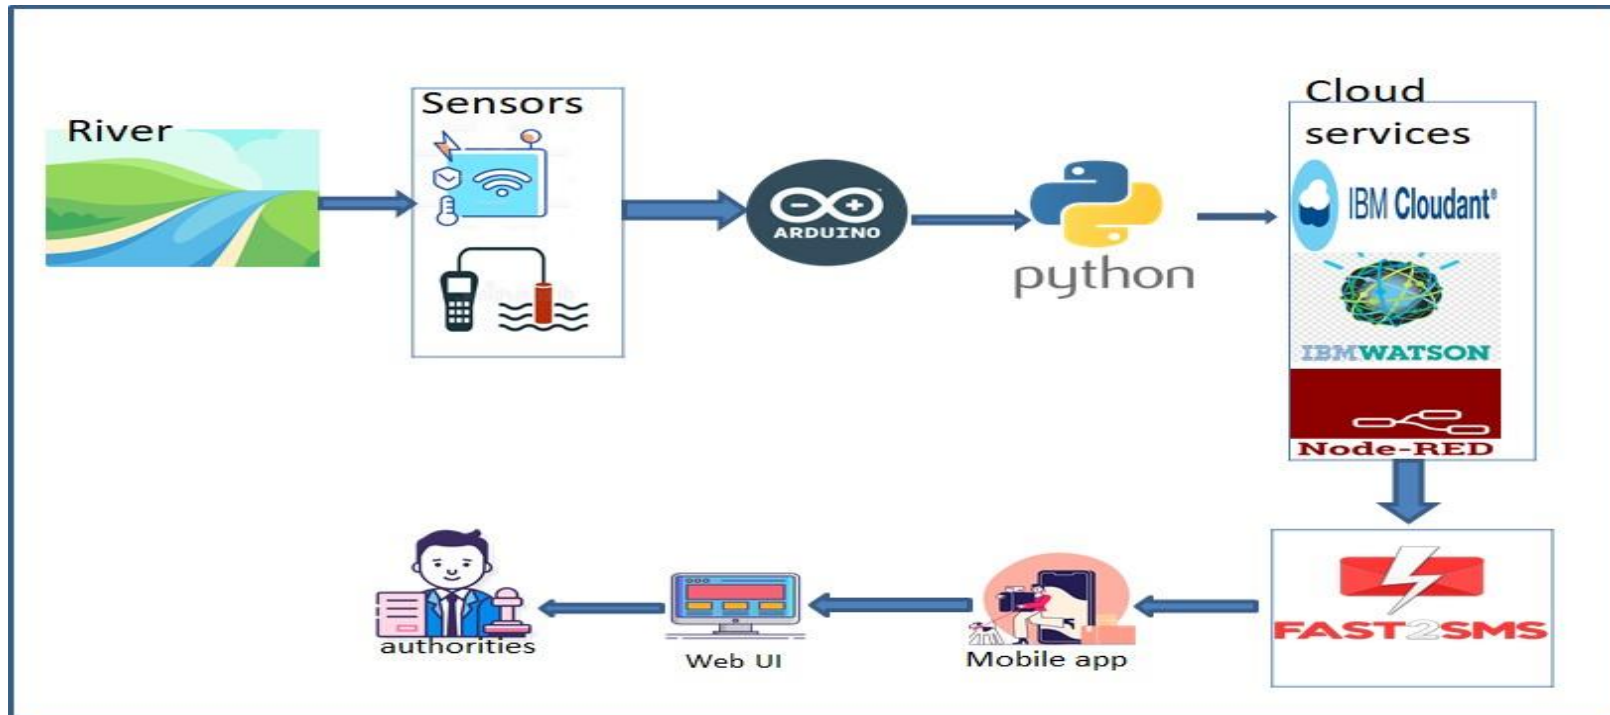 River
Sensors
ARDUINO
python
Cloud
services
IBM Cloudant®
IBMWATSON
Node-RED
FAST2SMS
Mobile app
Web UI
authorities